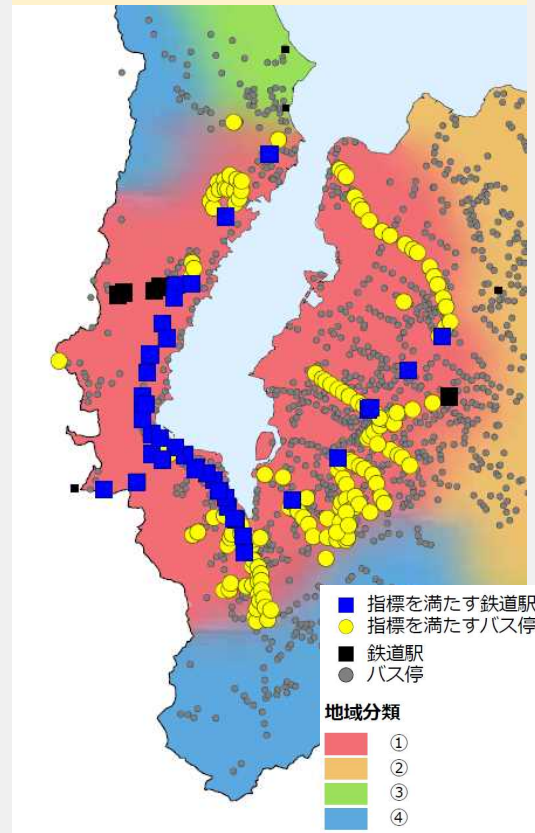 指標を満たす鉄道駅
指標を満たすバス停
鉄道駅
バス停
地域分類
①
②
③
④